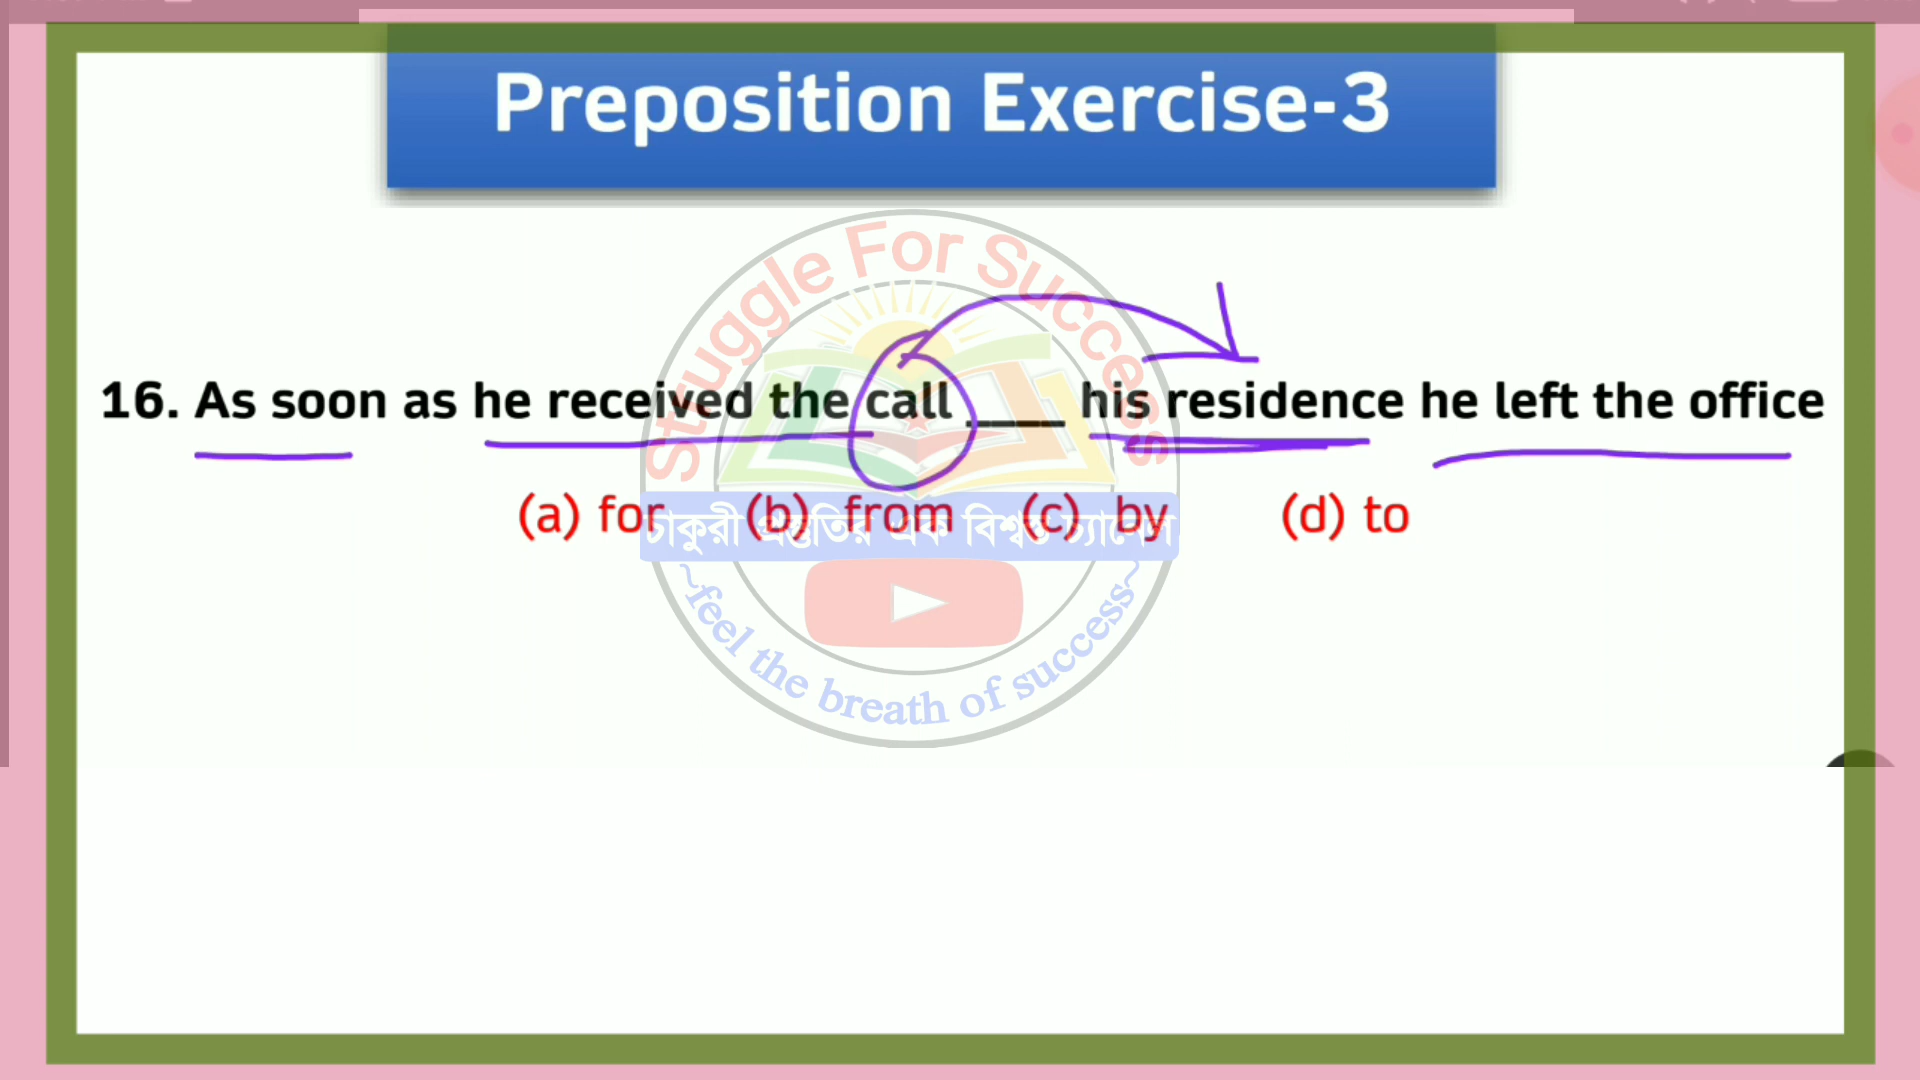 Preposition Exercise-3
Struggle For Success
16. As soon as he received the call ____ his residence he left the office
(a) for (b) from (c) by (d) to
চাকুরী প্রস্তুতির এক বিশ্বস্ত চ্যানেল
~feel the breath of success~